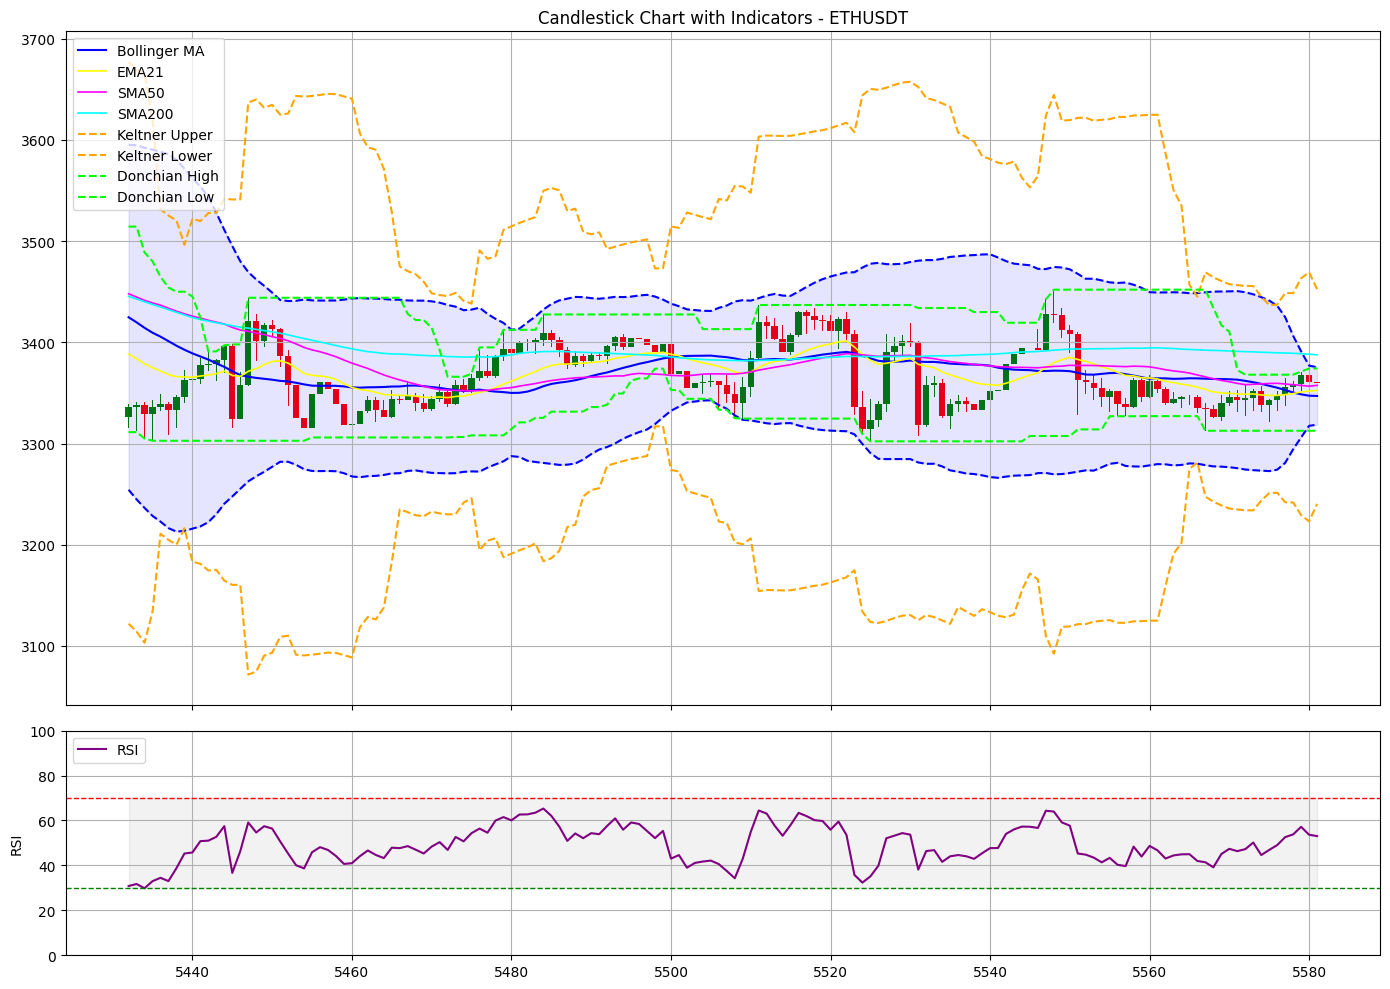 Candlestick Chart with Indicators - ETHUSDT
3700
3600
3500
3400
3300
3200
3100
Bollinger MA
EMA21
SMA50
SMA200
Keltner Upper
Keltner Lower
Donchian High
Donchian Low
100
80
60
40
20
0
RSI
RSI
5440 5460 5480 5500 5520 5540 5560 5580